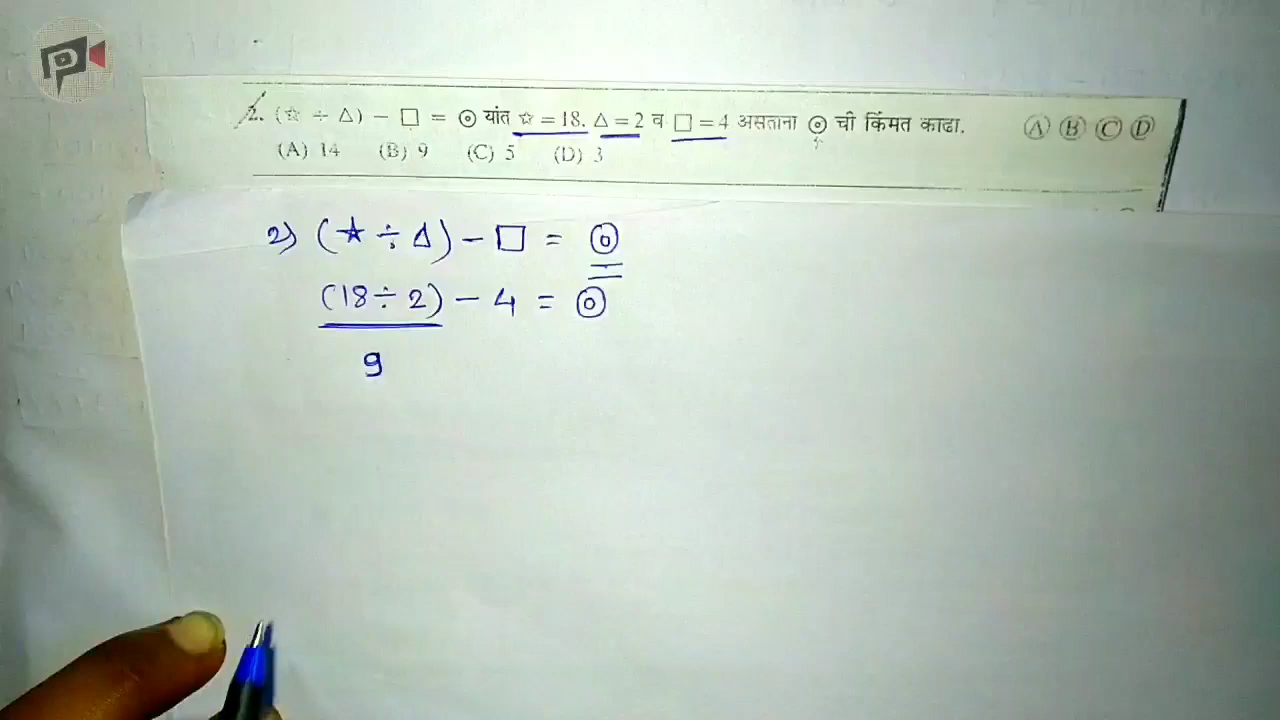 2. (☆ ÷ △) − □ = ⊙ यांत ☆ = 18. △ = 2 व □ = 4 असताना ⊙ ची किंमत काढा. Ⓐ Ⓑ Ⓒ Ⓓ
(A) 14 (B) 9 (C) 5 (D) 3
2) (★ ÷ △) − □ = ⊙
(18 ÷ 2) − 4 = ⊙
9